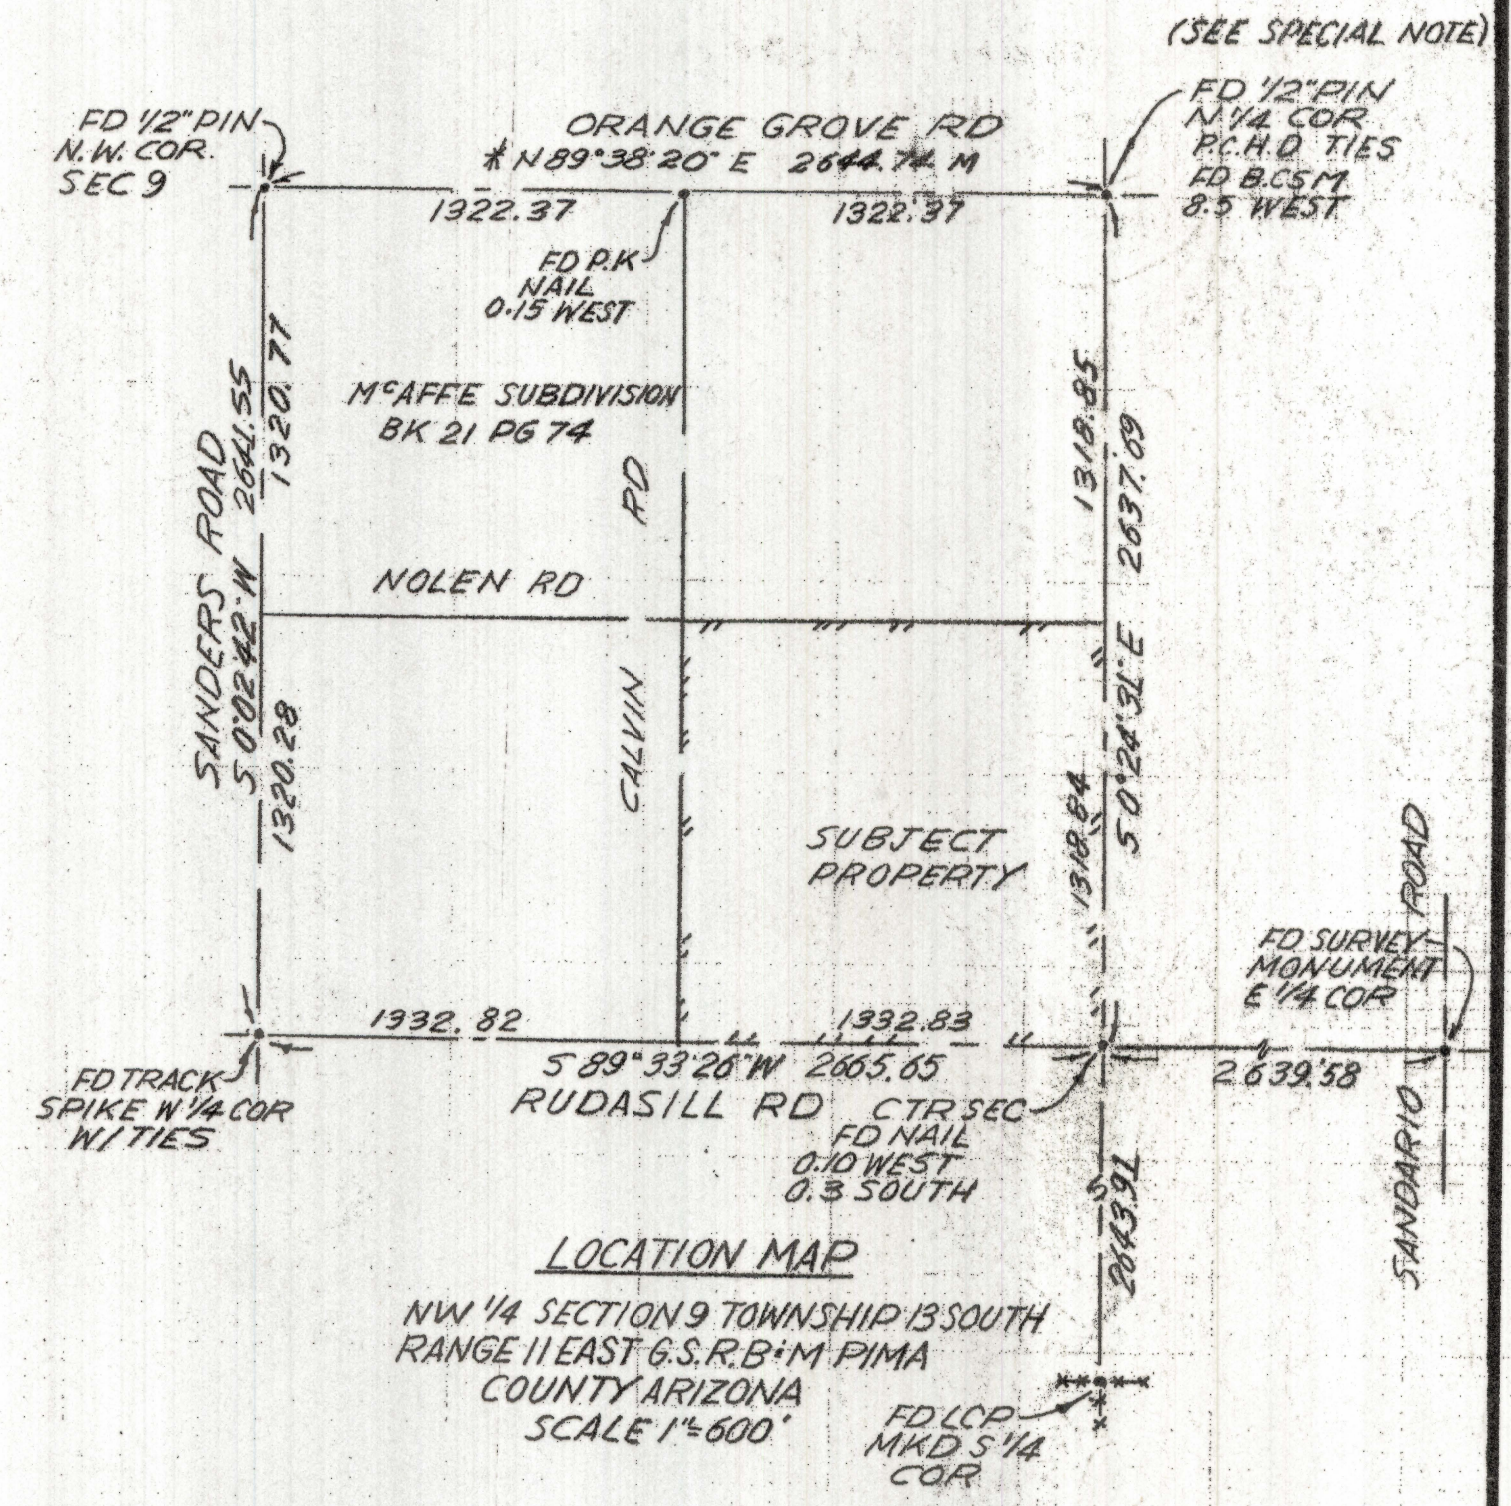 (SEE SPECIAL NOTE)
FD 1/2" PIN
N.W. COR.
SEC 9
ORANGE GROVE RD
* N 89°38'20" E 2644.74 M
FD 1/2" PIN
N 1/4 COR
P.C.H.D TIES
FD B.C.S.M
8.5 WEST
1322.37
1322.37
FD P.K
NAIL
0.15 WEST
McAFFE SUBDIVISION
BK 21 PG 74
SANDERS ROAD
S 0°02'42" W 2641.55
1320.77
1320.28
NOLEN RD
CALVIN RD
1318.85
1318.84
S 0°24'31" E 2637.69
SUBJECT
PROPERTY
SANDARIO ROAD
FD SURVEY
MONUMENT
E 1/4 COR
1332.82
1332.83
S 89°33'26" W 2665.65
2639.58
RUDASILL RD
FD TRACK
SPIKE W 1/4 COR
W/ TIES
CTR SEC
FD NAIL
0.10 WEST
0.3 SOUTH
2643.91
LOCATION MAP
NW 1/4 SECTION 9 TOWNSHIP 13 SOUTH
RANGE 11 EAST G.S.R.B&M PIMA
COUNTY ARIZONA
SCALE 1"=600'
FD LCP
MKD S 1/4
COR